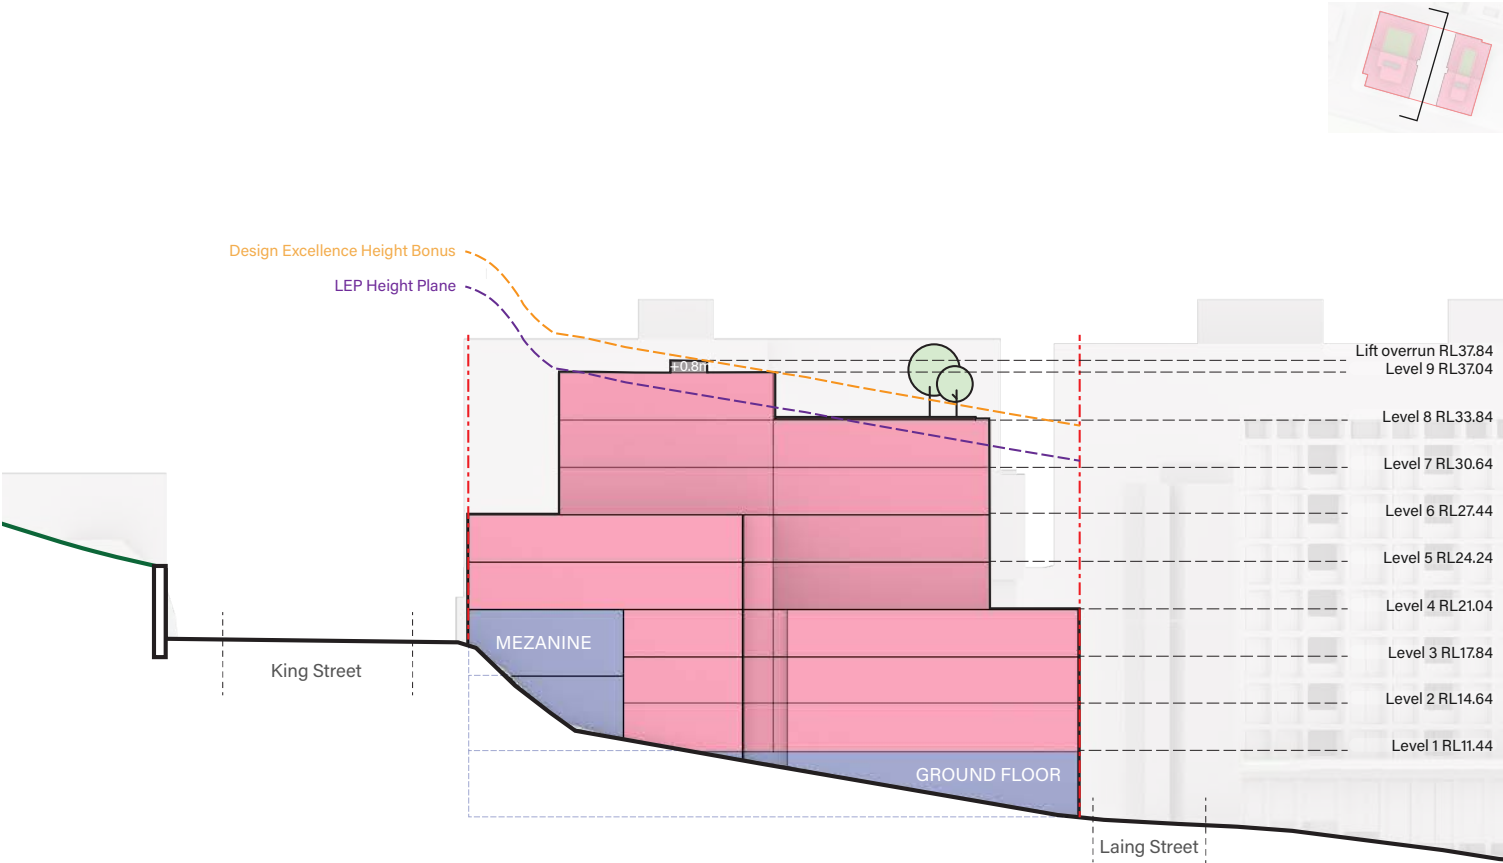 Design Excellence Height Bonus
LEP Height Plane
+0.8m
Lift overrun RL37.84
Level 9 RL37.04
Level 8 RL33.84
Level 7 RL30.64
Level 6 RL27.44
Level 5 RL24.24
Level 4 RL21.04
MEZANINE
Level 3 RL17.84
King Street
Level 2 RL14.64
Level 1 RL11.44
GROUND FLOOR
Laing Street